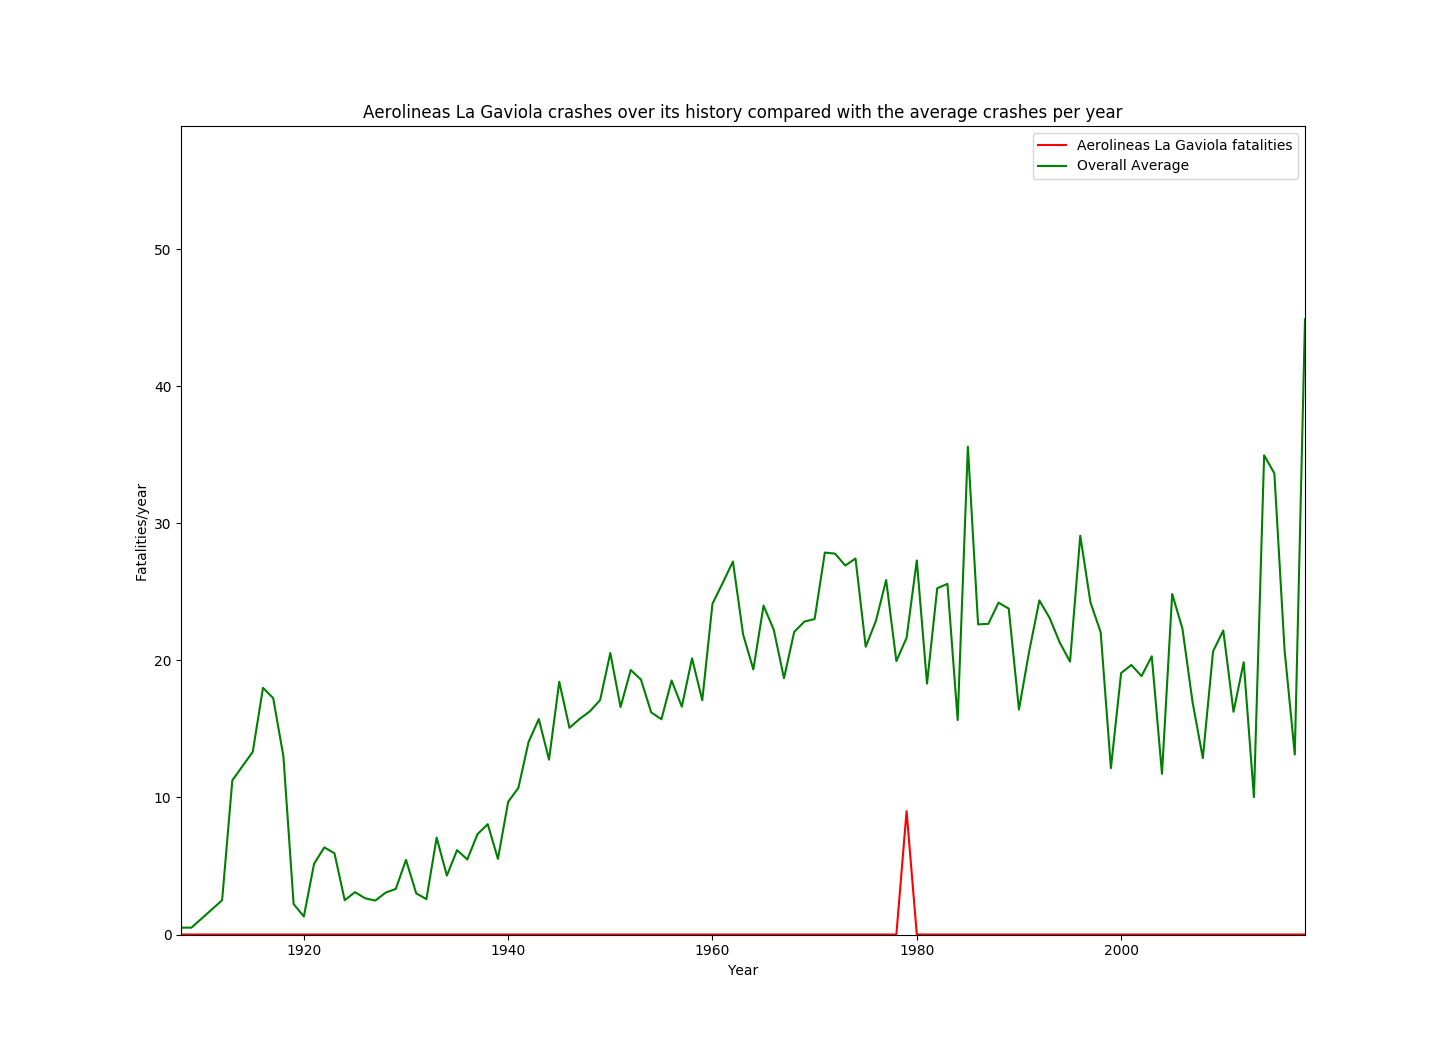 Aerolineas La Gaviola crashes over its history compared with the average crashes per year
Aerolineas La Gaviola fatalities
Overall Average
50
40
30
20
10
0
Fatalities/year
1920 1940 1960 1980 2000
Year